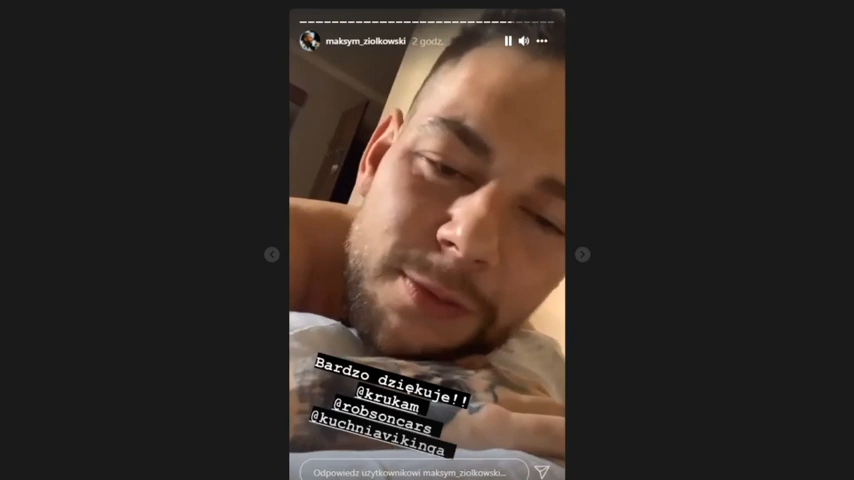 maksym_ziolkowski 2 godz.
Bardzo dziękuje!!
@krukam
@robsoncars
@kuchniavikinga
Odpowiedz użytkownikowi maksym_ziolkowski...